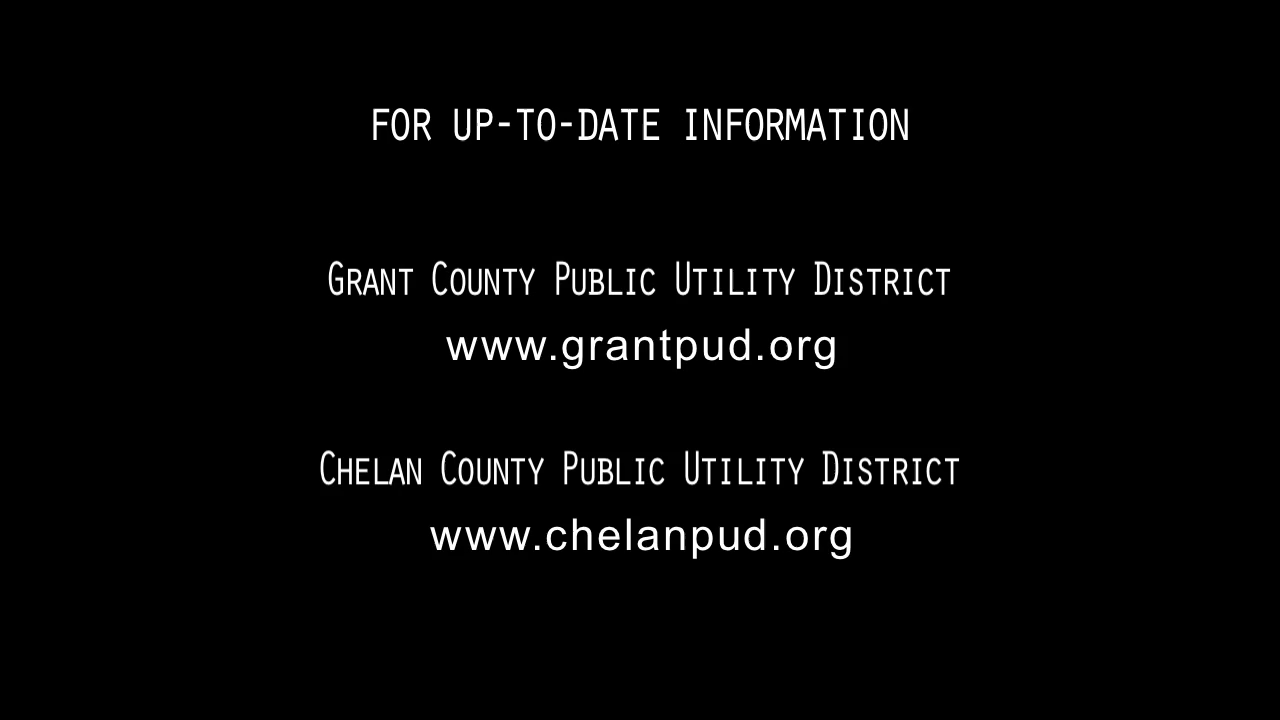 FOR UP-TO-DATE INFORMATION
Grant County Public Utility District
www.grantpud.org
Chelan County Public Utility District
www.chelanpud.org